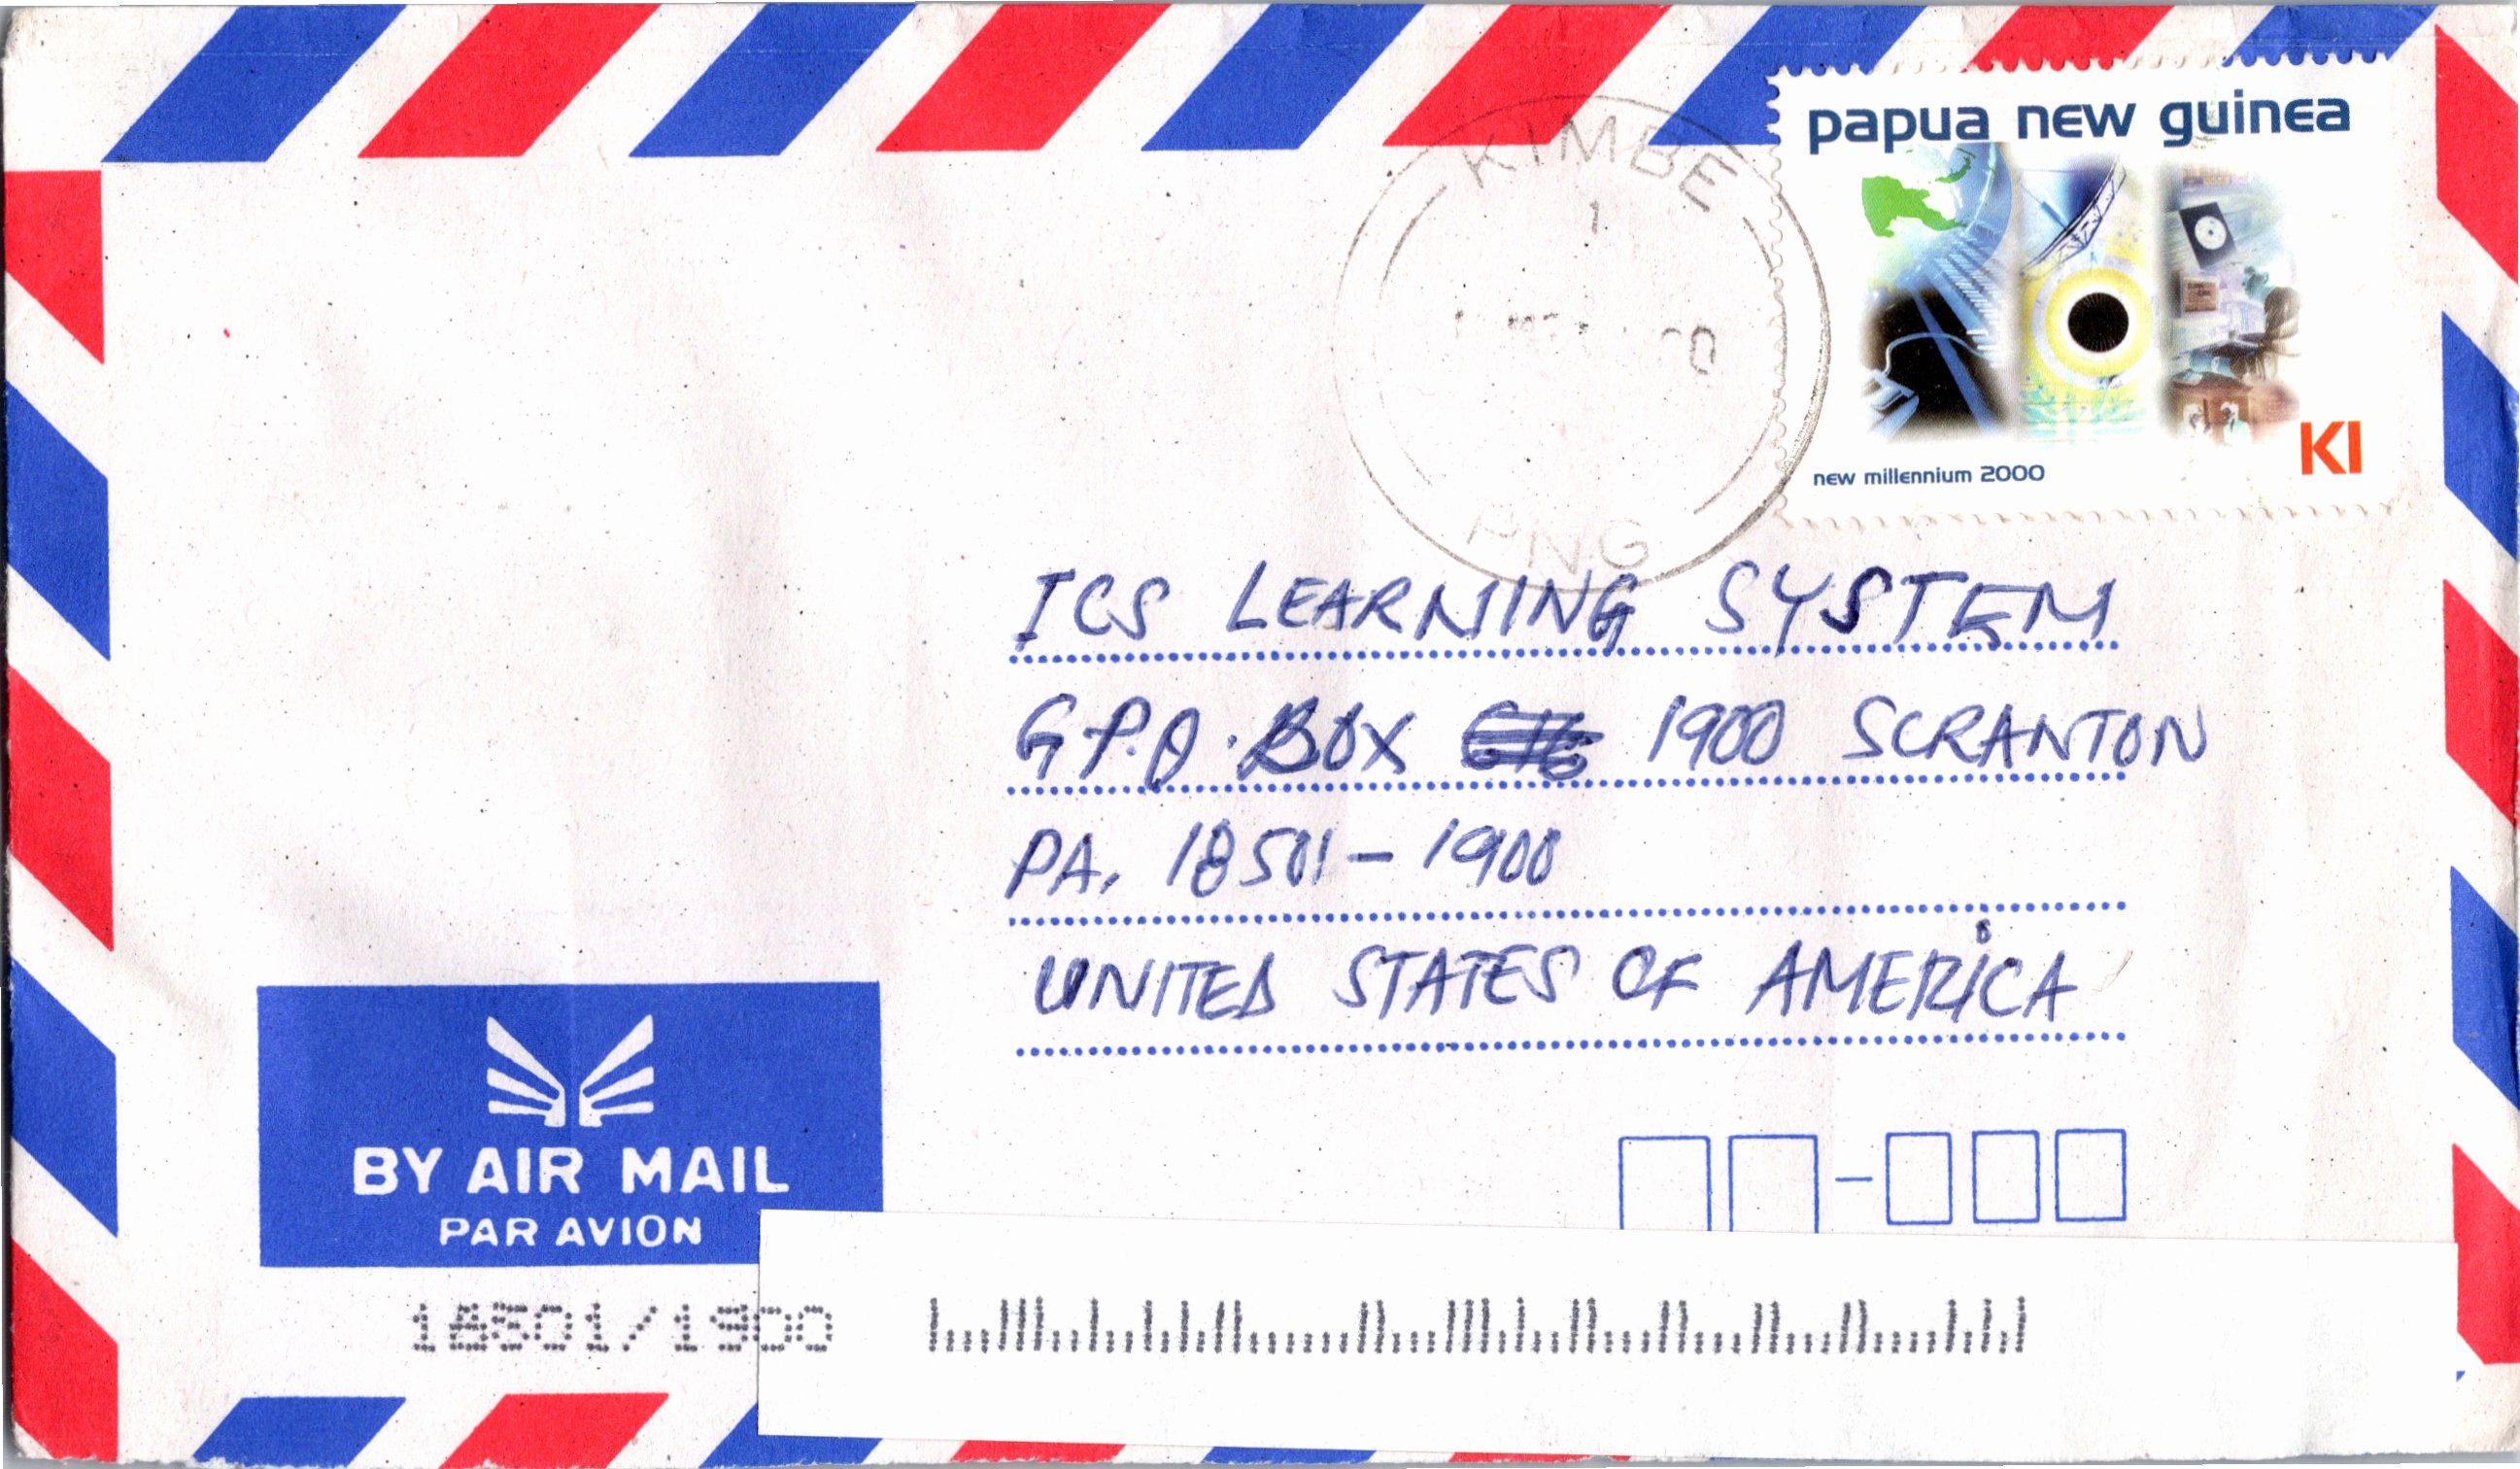 papua new guinea
KIMBE
PNG
new millennium 2000
K1
ICS LEARNING SYSTEM
G.P.O. BOX 1900 SCRANTON
PA. 18501-1900
UNITED STATES OF AMERICA
BY AIR MAIL
PAR AVION
18501/1900